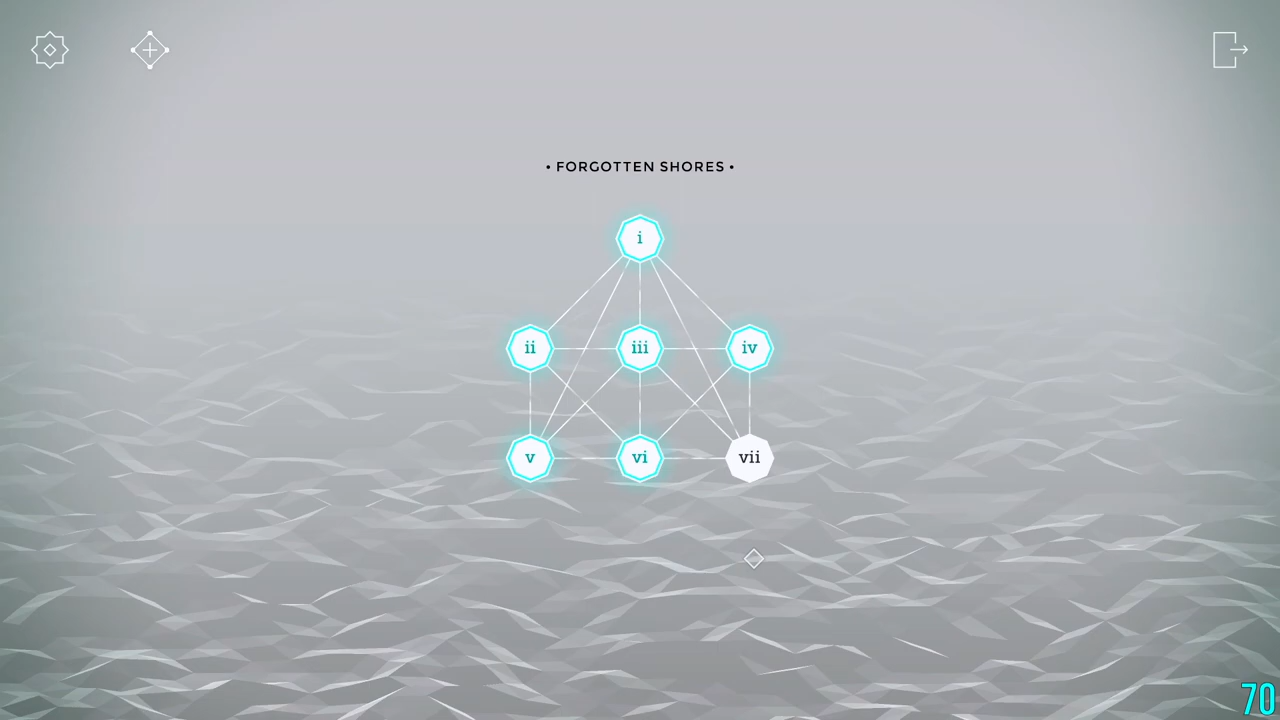 • FORGOTTEN SHORES •
i
ii iii iv
v vi vii
70